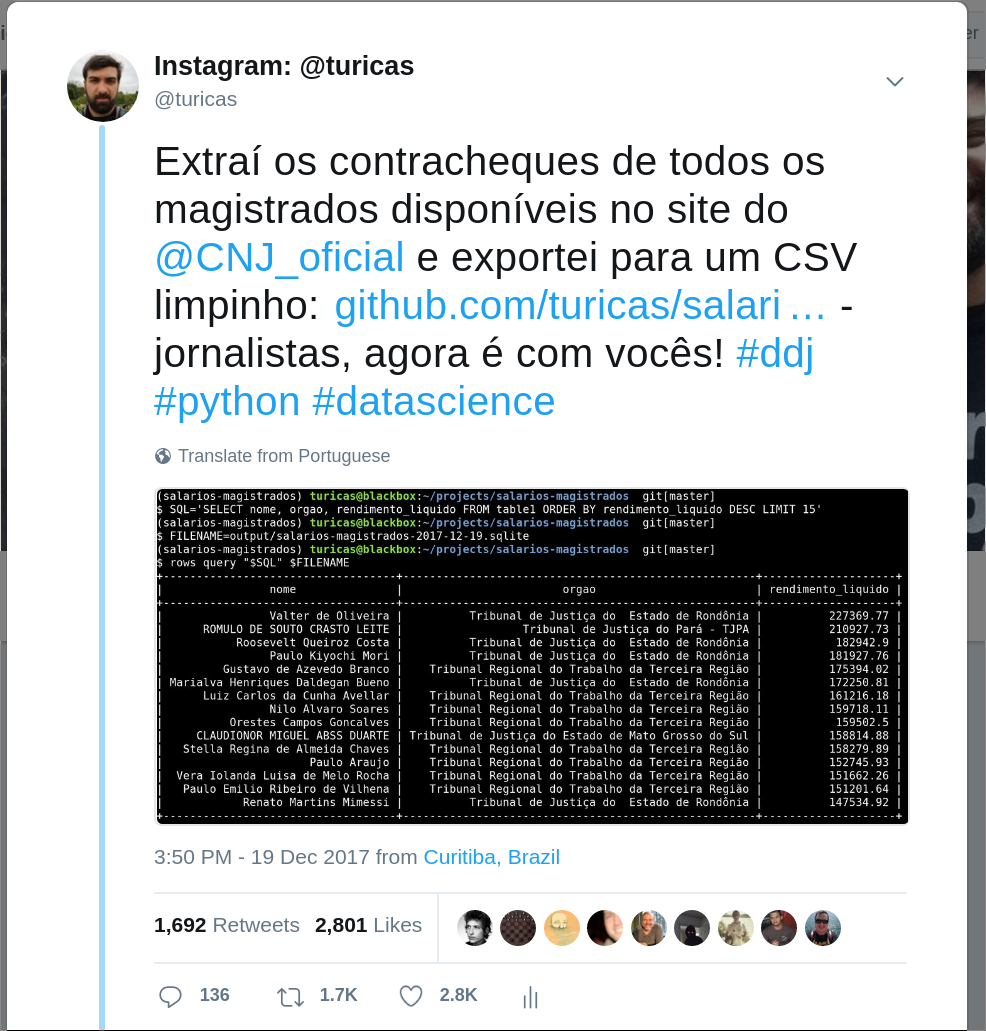 Instagram: @turicas
@turicas
Extraí os contracheques de todos os
magistrados disponíveis no site do
@CNJ_oficial e exportei para um CSV
limpinho: github.com/turicas/salari… -
jornalistas, agora é com vocês! #ddj
#python #datascience
Translate from Portuguese
(salarios-magistrados) turicas@blackbox:~/projects/salarios-magistrados git[master]
$ SQL='SELECT nome, orgao, rendimento_liquido FROM table1 ORDER BY rendimento_liquido DESC LIMIT 15'
(salarios-magistrados) turicas@blackbox:~/projects/salarios-magistrados git[master]
$ FILENAME=output/salarios-magistrados-2017-12-19.sqlite
(salarios-magistrados) turicas@blackbox:~/projects/salarios-magistrados git[master]
$ rows query "$SQL" $FILENAME
| nome | orgao | rendimento_liquido |
| Valter de Oliveira | Tribunal de Justiça do Estado de Rondônia | 227369.77 |
| ROMULO DE SOUTO CRASTO LEITE | Tribunal de Justiça do Pará - TJPA | 210927.73 |
| Roosevelt Queiroz Costa | Tribunal de Justiça do Estado de Rondônia | 182942.9 |
| Paulo Kiyochi Mori | Tribunal de Justiça do Estado de Rondônia | 181927.76 |
| Gustavo de Azevedo Branco | Tribunal Regional do Trabalho da Terceira Região | 175394.02 |
| Marialva Henriques Daldegan Bueno | Tribunal de Justiça do Estado de Rondônia | 172250.81 |
| Luiz Carlos da Cunha Avellar | Tribunal Regional do Trabalho da Terceira Região | 161216.18 |
| Nilo Alvaro Soares | Tribunal Regional do Trabalho da Terceira Região | 159718.11 |
| Orestes Campos Goncalves | Tribunal Regional do Trabalho da Terceira Região | 159502.5 |
| CLAUDIONOR MIGUEL ABSS DUARTE | Tribunal de Justiça do Estado de Mato Grosso do Sul | 158814.88 |
| Stella Regina de Almeida Chaves | Tribunal Regional do Trabalho da Terceira Região | 158279.89 |
| Paulo Araujo | Tribunal Regional do Trabalho da Terceira Região | 152745.93 |
| Vera Iolanda Luisa de Melo Rocha | Tribunal Regional do Trabalho da Terceira Região | 151662.26 |
| Paulo Emilio Ribeiro de Vilhena | Tribunal Regional do Trabalho da Terceira Região | 151201.64 |
| Renato Martins Mimessi | Tribunal de Justiça do Estado de Rondônia | 147534.92 |
3:50 PM - 19 Dec 2017 from Curitiba, Brazil
1,692 Retweets 2,801 Likes
136 1.7K 2.8K